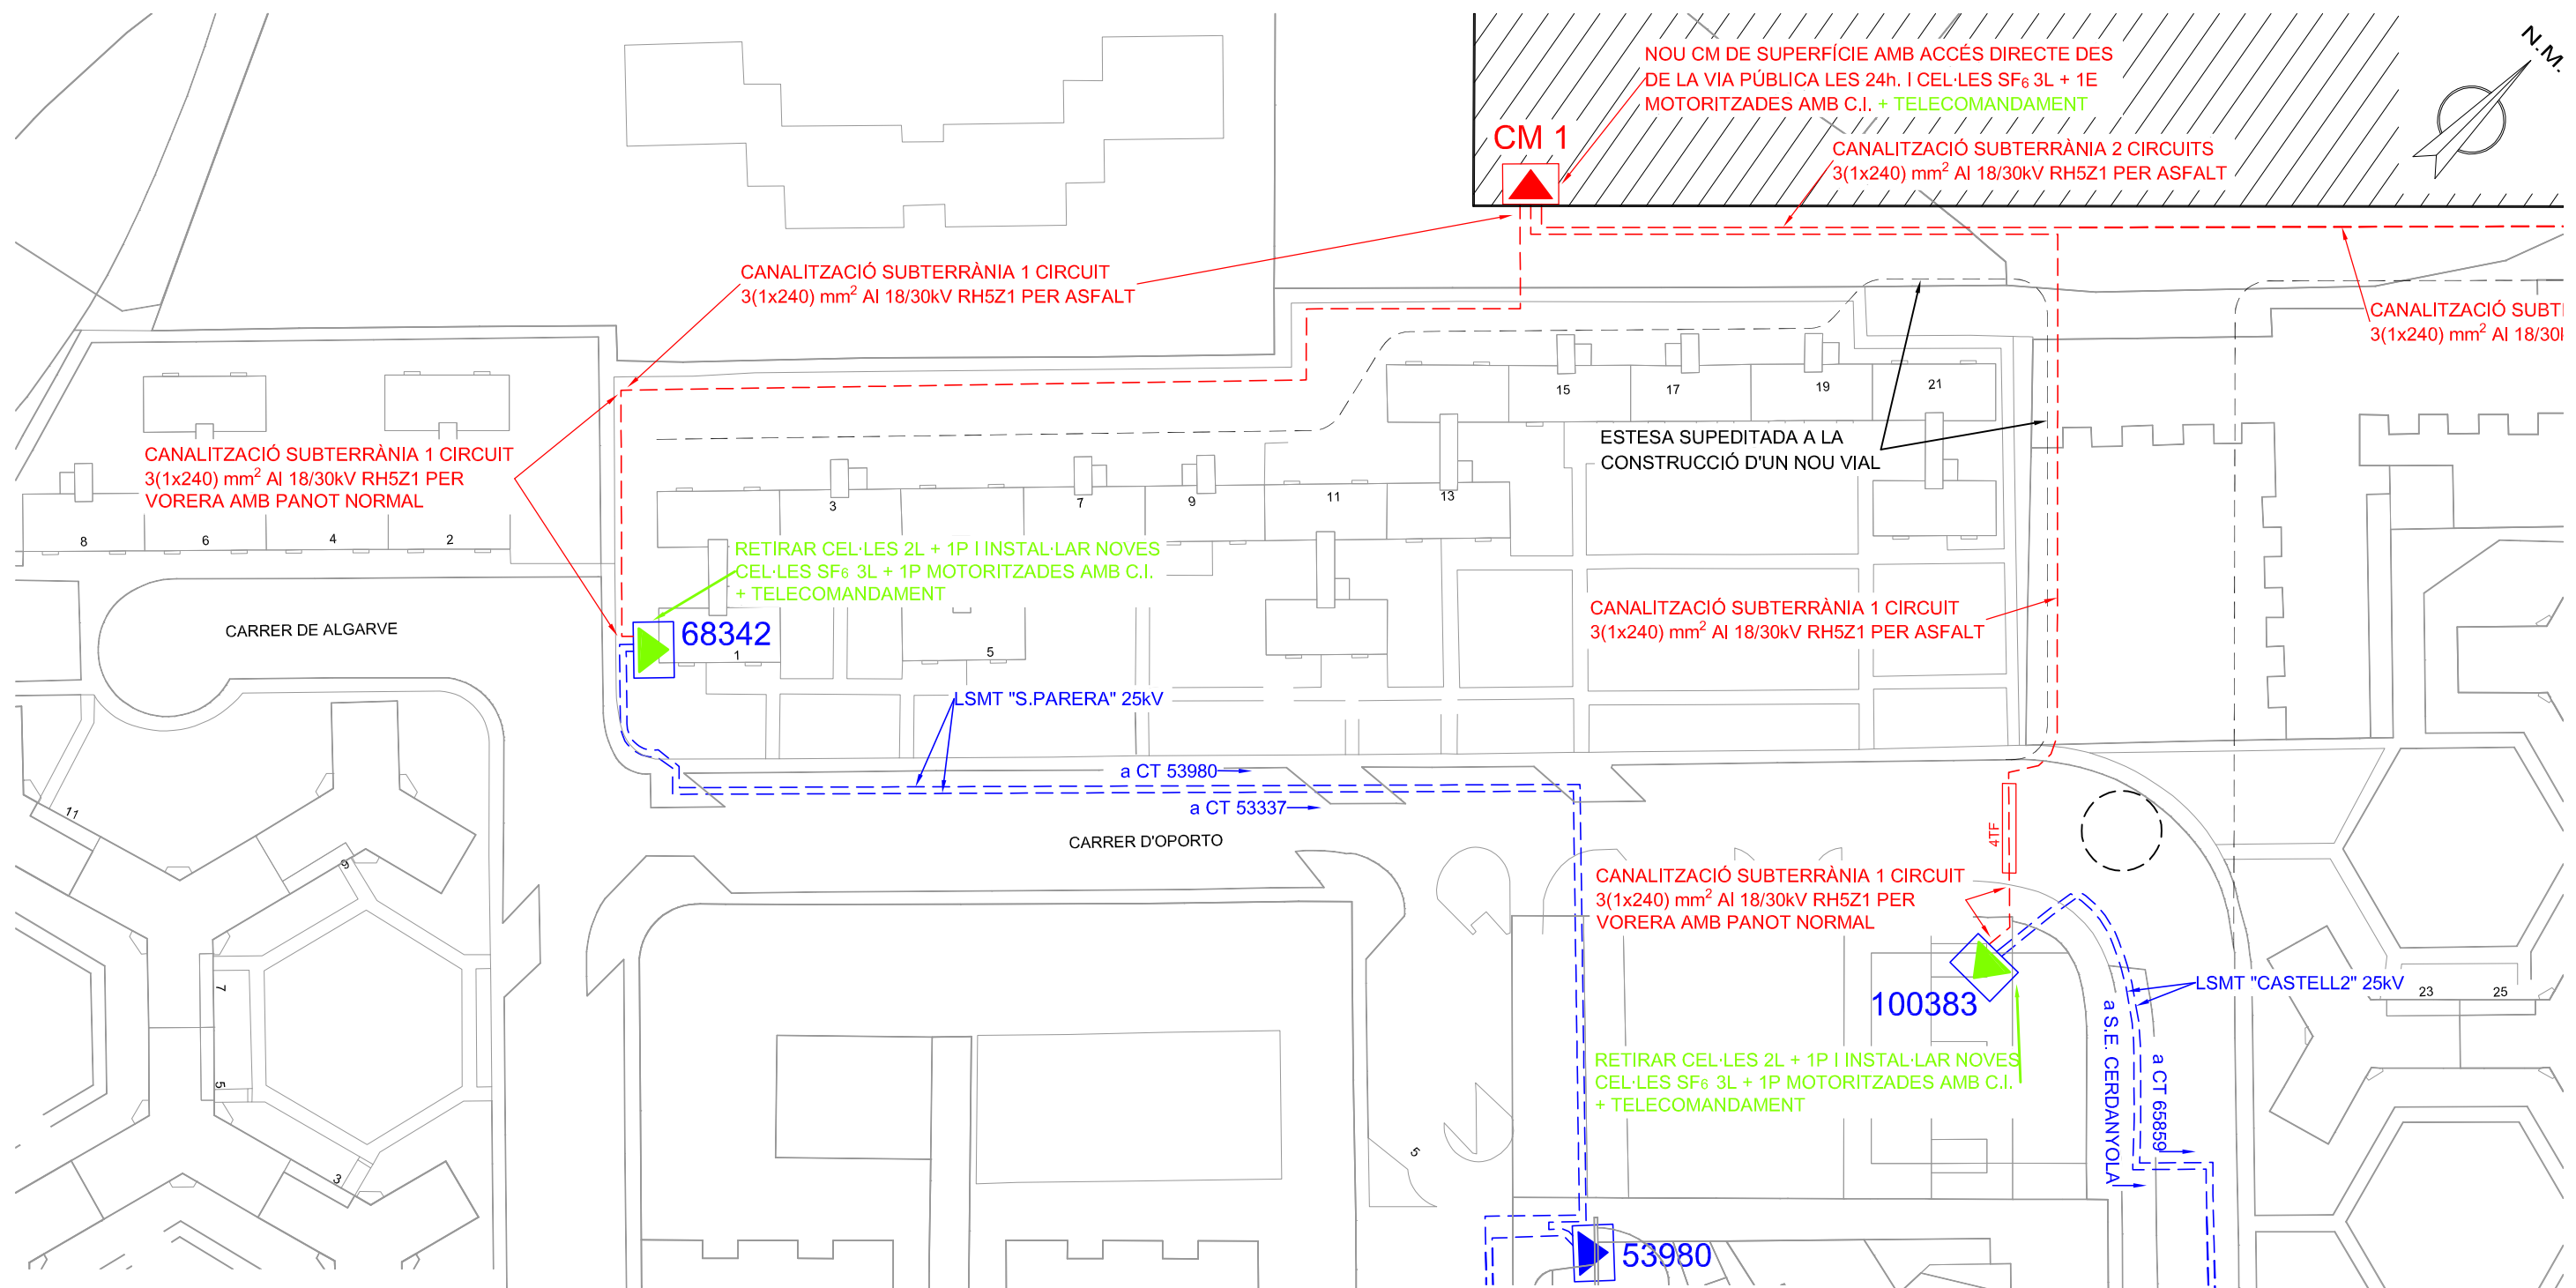 N.M.
NOU CM DE SUPERFÍCIE AMB ACCÉS DIRECTE DES
DE LA VIA PÚBLICA LES 24h. I CEL·LES SF6 3L + 1E
MOTORITZADES AMB C.I. + TELECOMANDAMENT
CM 1
CANALITZACIÓ SUBTERRÀNIA 2 CIRCUITS
3(1x240) mm² Al 18/30kV RH5Z1 PER ASFALT
CANALITZACIÓ SUBTERRÀNIA 1 CIRCUIT
3(1x240) mm² Al 18/30kV RH5Z1 PER ASFALT
CANALITZACIÓ SUBT
3(1x240) mm² Al 18/30
15
17
19
21
CANALITZACIÓ SUBTERRÀNIA 1 CIRCUIT
3(1x240) mm² Al 18/30kV RH5Z1 PER
VORERA AMB PANOT NORMAL
ESTESA SUPEDITADA A LA
CONSTRUCCIÓ D'UN NOU VIAL
3
7
9
11
13
8
6
4
2
RETIRAR CEL·LES 2L + 1P I INSTAL·LAR NOVES
CEL·LES SF6 3L + 1P MOTORITZADES AMB C.I.
+ TELECOMANDAMENT
CARRER DE ALGARVE
68342
1
5
CANALITZACIÓ SUBTERRÀNIA 1 CIRCUIT
3(1x240) mm² Al 18/30kV RH5Z1 PER ASFALT
LSMT "S.PARERA" 25kV
a CT 53980
a CT 53337
CARRER D'OPORTO
4TF
11
9
7
5
3
CANALITZACIÓ SUBTERRÀNIA 1 CIRCUIT
3(1x240) mm² Al 18/30kV RH5Z1 PER
VORERA AMB PANOT NORMAL
100383
LSMT "CASTELL2" 25kV
23
25
a S.E. CERDANYOLA
a CT 65859
RETIRAR CEL·LES 2L + 1P I INSTAL·LAR NOVES
CEL·LES SF6 3L + 1P MOTORITZADES AMB C.I.
+ TELECOMANDAMENT
5
53980